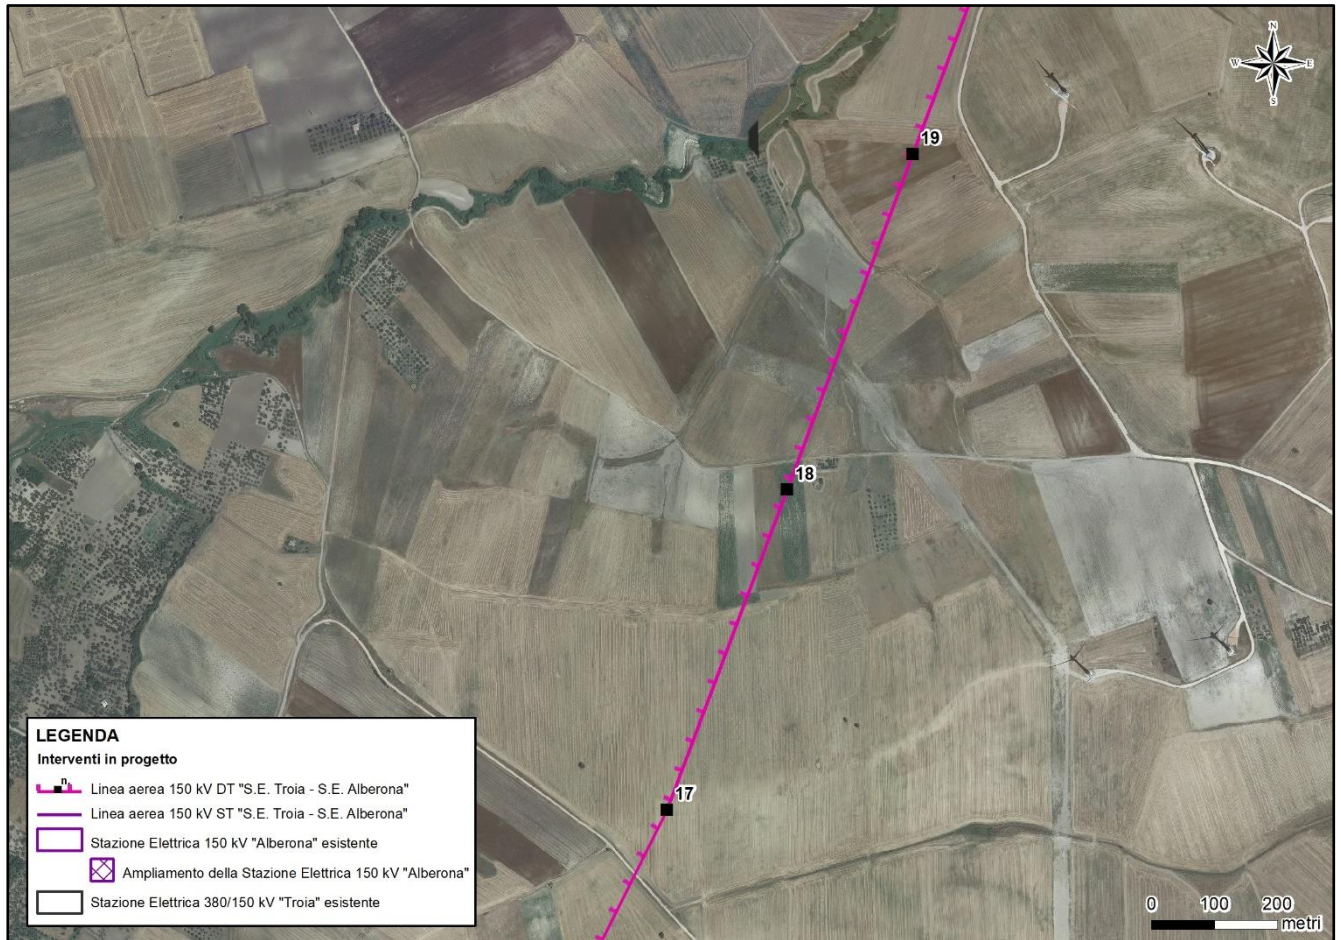 N
W E
S
19
18
17
LEGENDA
Interventi in progetto
n
Linea aerea 150 kV DT "S.E. Troia - S.E. Alberona"
Linea aerea 150 kV ST "S.E. Troia - S.E. Alberona"
Stazione Elettrica 150 kV "Alberona" esistente
Ampliamento della Stazione Elettrica 150 kV "Alberona"
Stazione Elettrica 380/150 kV "Troia" esistente
0 100 200
metri